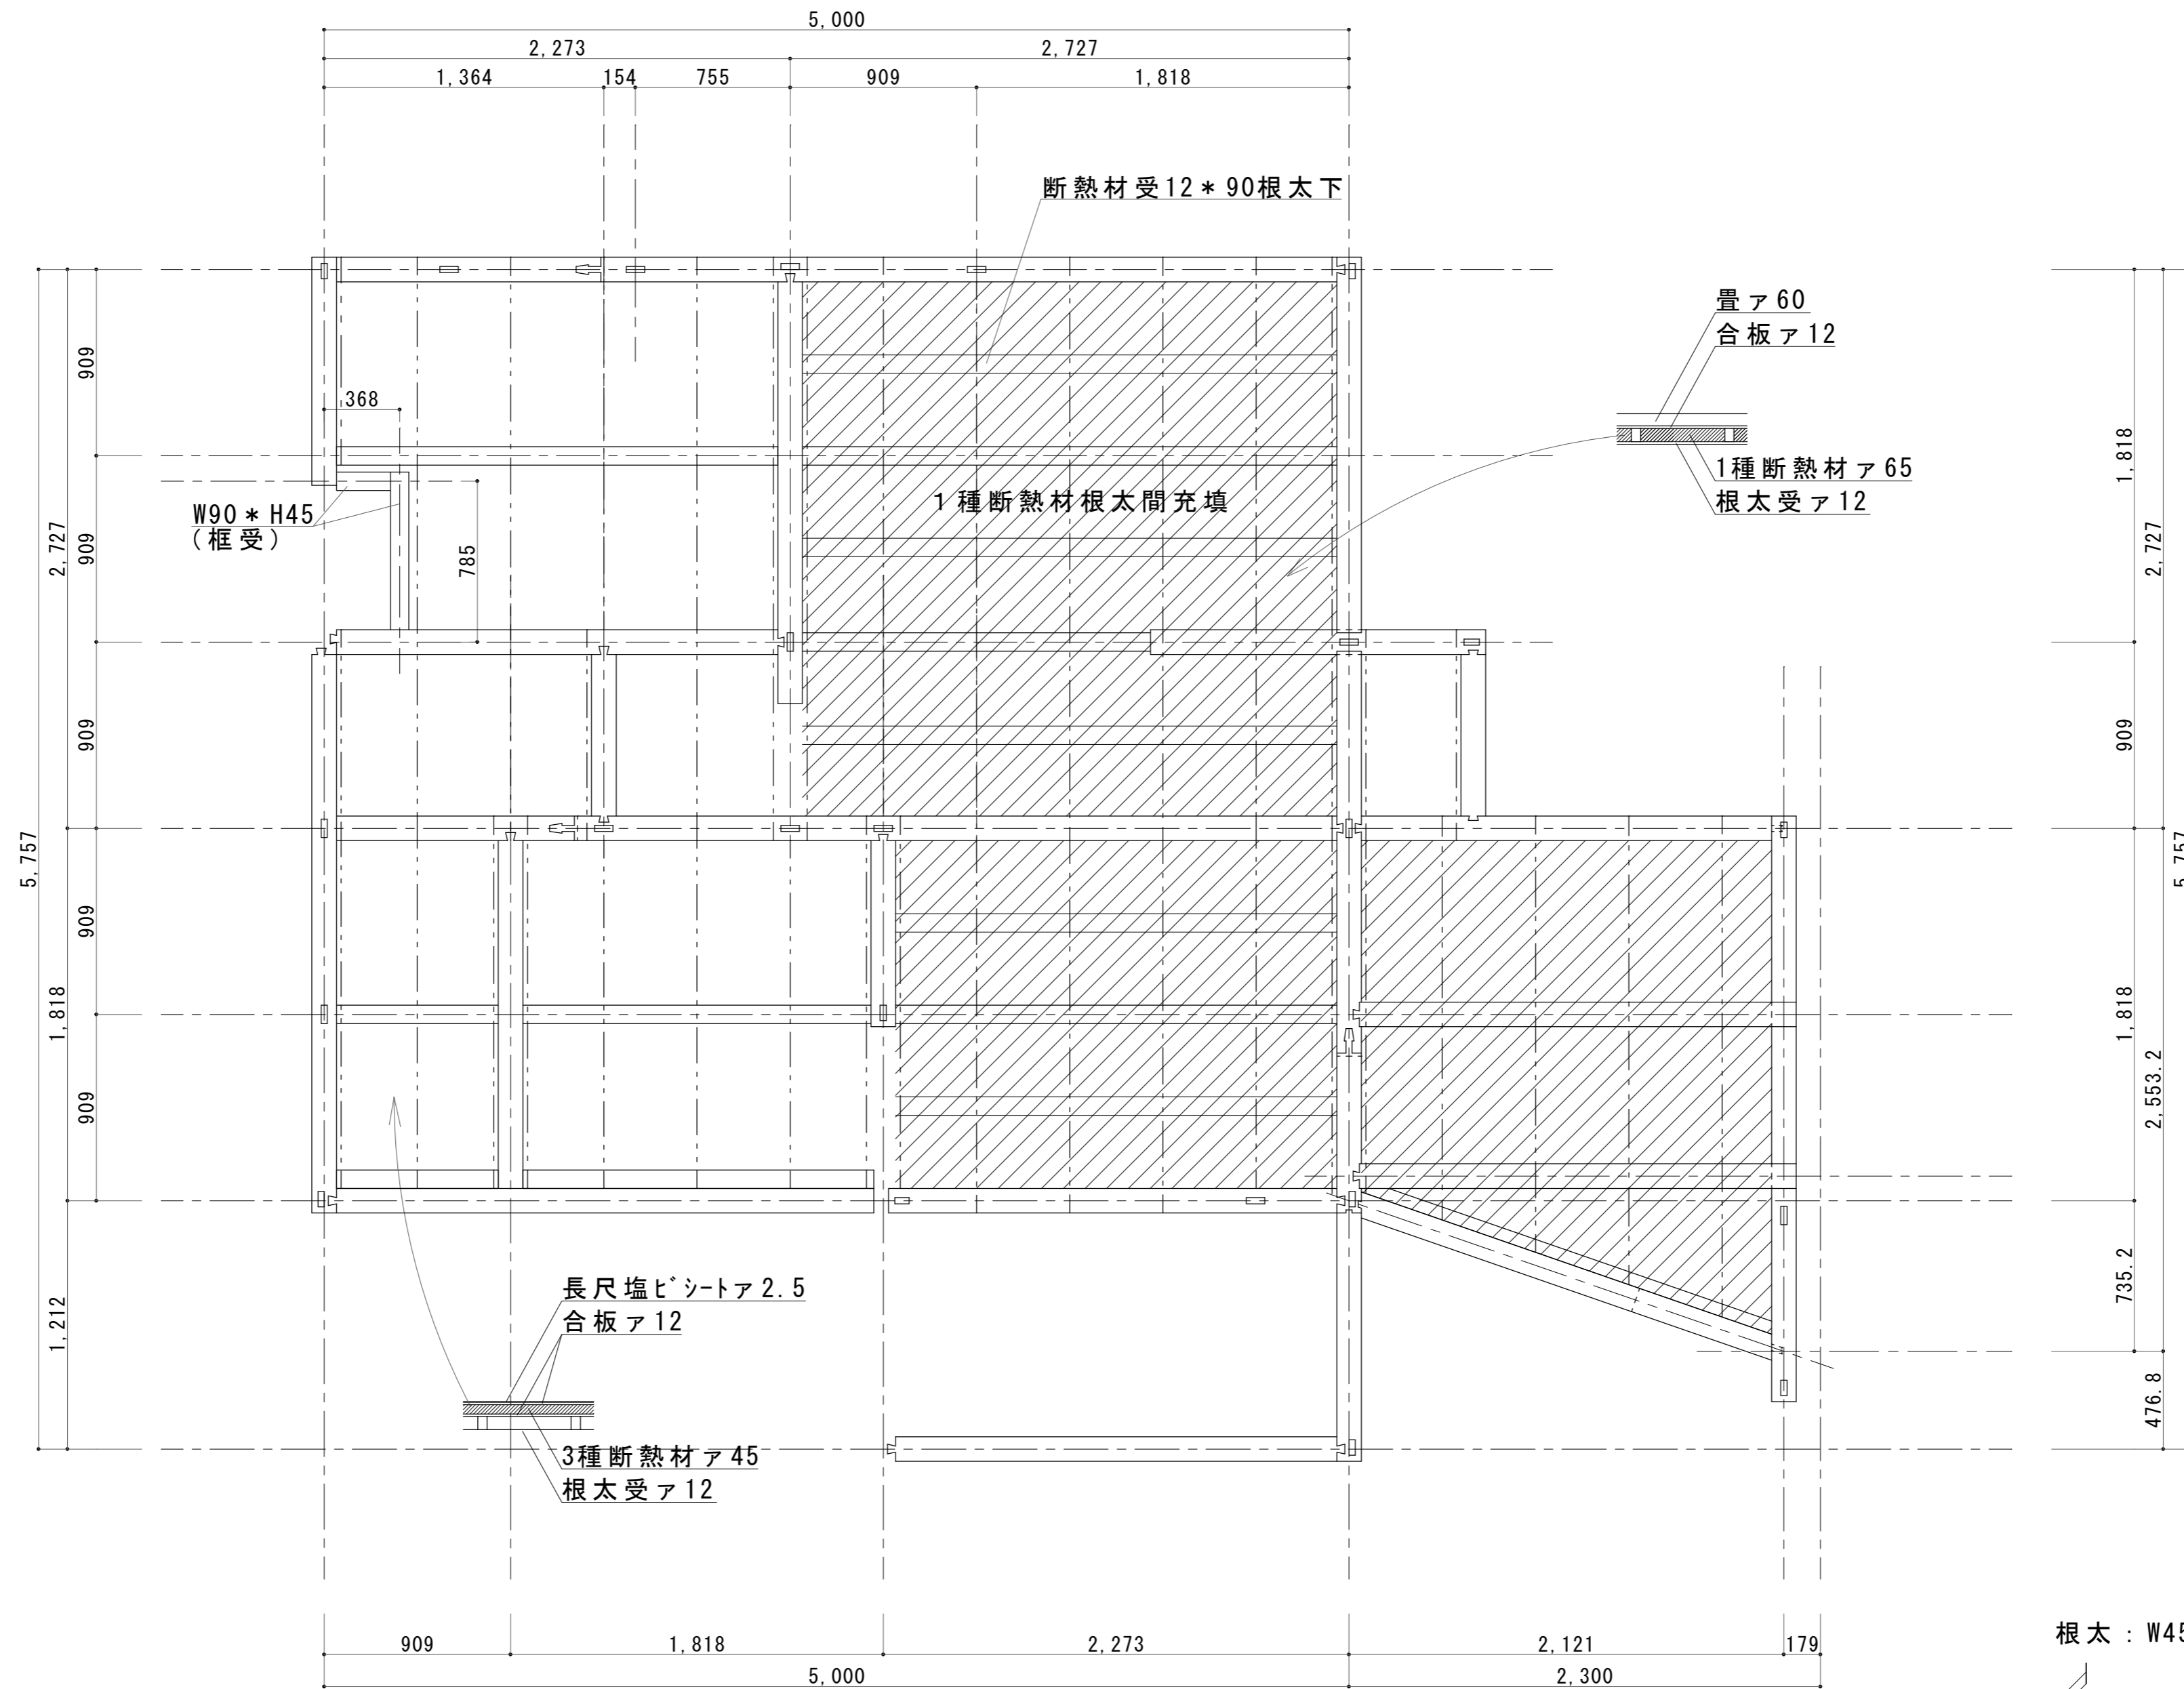 5,000
2,273
2,727
1,364
154
755
909
1,818
断熱材受12*90根太下
畳ァ60
合板ァ12
1種断熱材ァ65
根太受ァ12
1種断熱材根太間充填
368
W90*H45
(框受)
785
909
909
909
909
909
2,727
1,818
1,212
5,757
1,818
909
1,818
735.2
2,727
2,553.2
476.8
5,757
長尺塩ビシートァ2.5
合板ァ12
3種断熱材ァ45
根太受ァ12
909
1,818
2,273
2,121
179
5,000
2,300
根太:W45